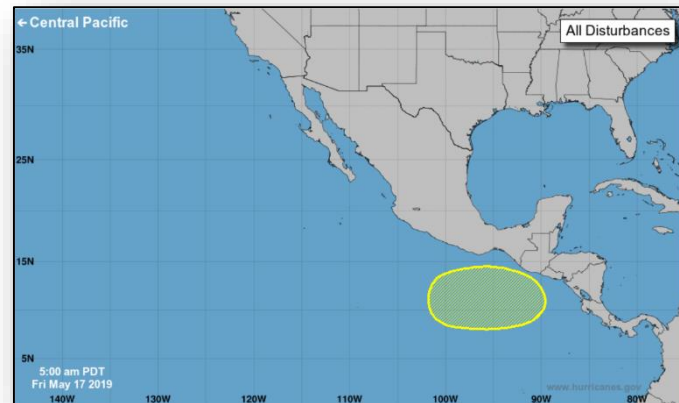 ←Central Pacific
All Disturbances
35N
25N
15N
5N
5:00 am PDT
Fri May 17 2019
www.hurricanes.gov
140W 130W 120W 110W 100W 90W 80W